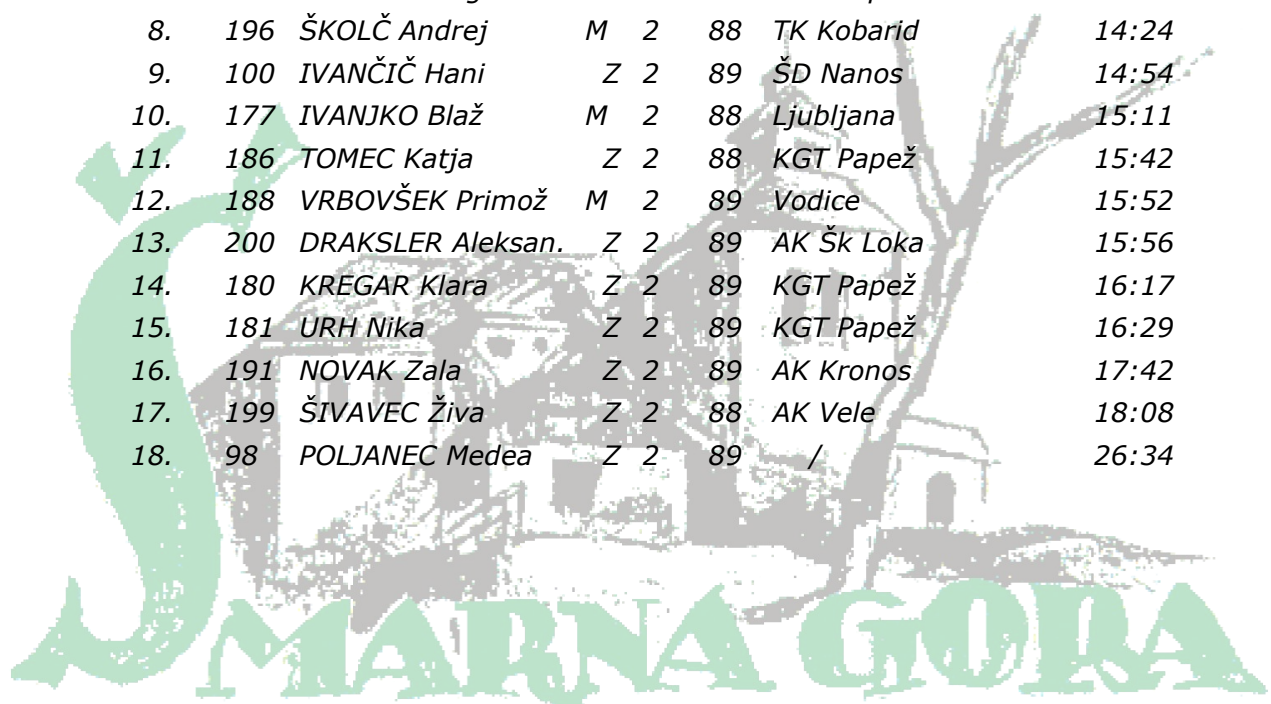 8. 196 ŠKOLČ Andrej M 2 88 TK Kobarid 14:24
9. 100 IVANČIČ Hani Z 2 89 ŠD Nanos 14:54
10. 177 IVANJKO Blaž M 2 88 Ljubljana 15:11
11. 186 TOMEC Katja Z 2 88 KGT Papež 15:42
12. 188 VRBOVŠEK Primož M 2 89 Vodice 15:52
13. 200 DRAKSLER Aleksan. Z 2 89 AK Šk Loka 15:56
14. 180 KREGAR Klara Z 2 89 KGT Papež 16:17
15. 181 URH Nika Z 2 89 KGT Papež 16:29
16. 191 NOVAK Zala Z 2 89 AK Kronos 17:42
17. 199 ŠIVAVEC Živa Z 2 88 AK Vele 18:08
18. 98 POLJANEC Medea Z 2 89 / 26:34
ŠMARNA GORA